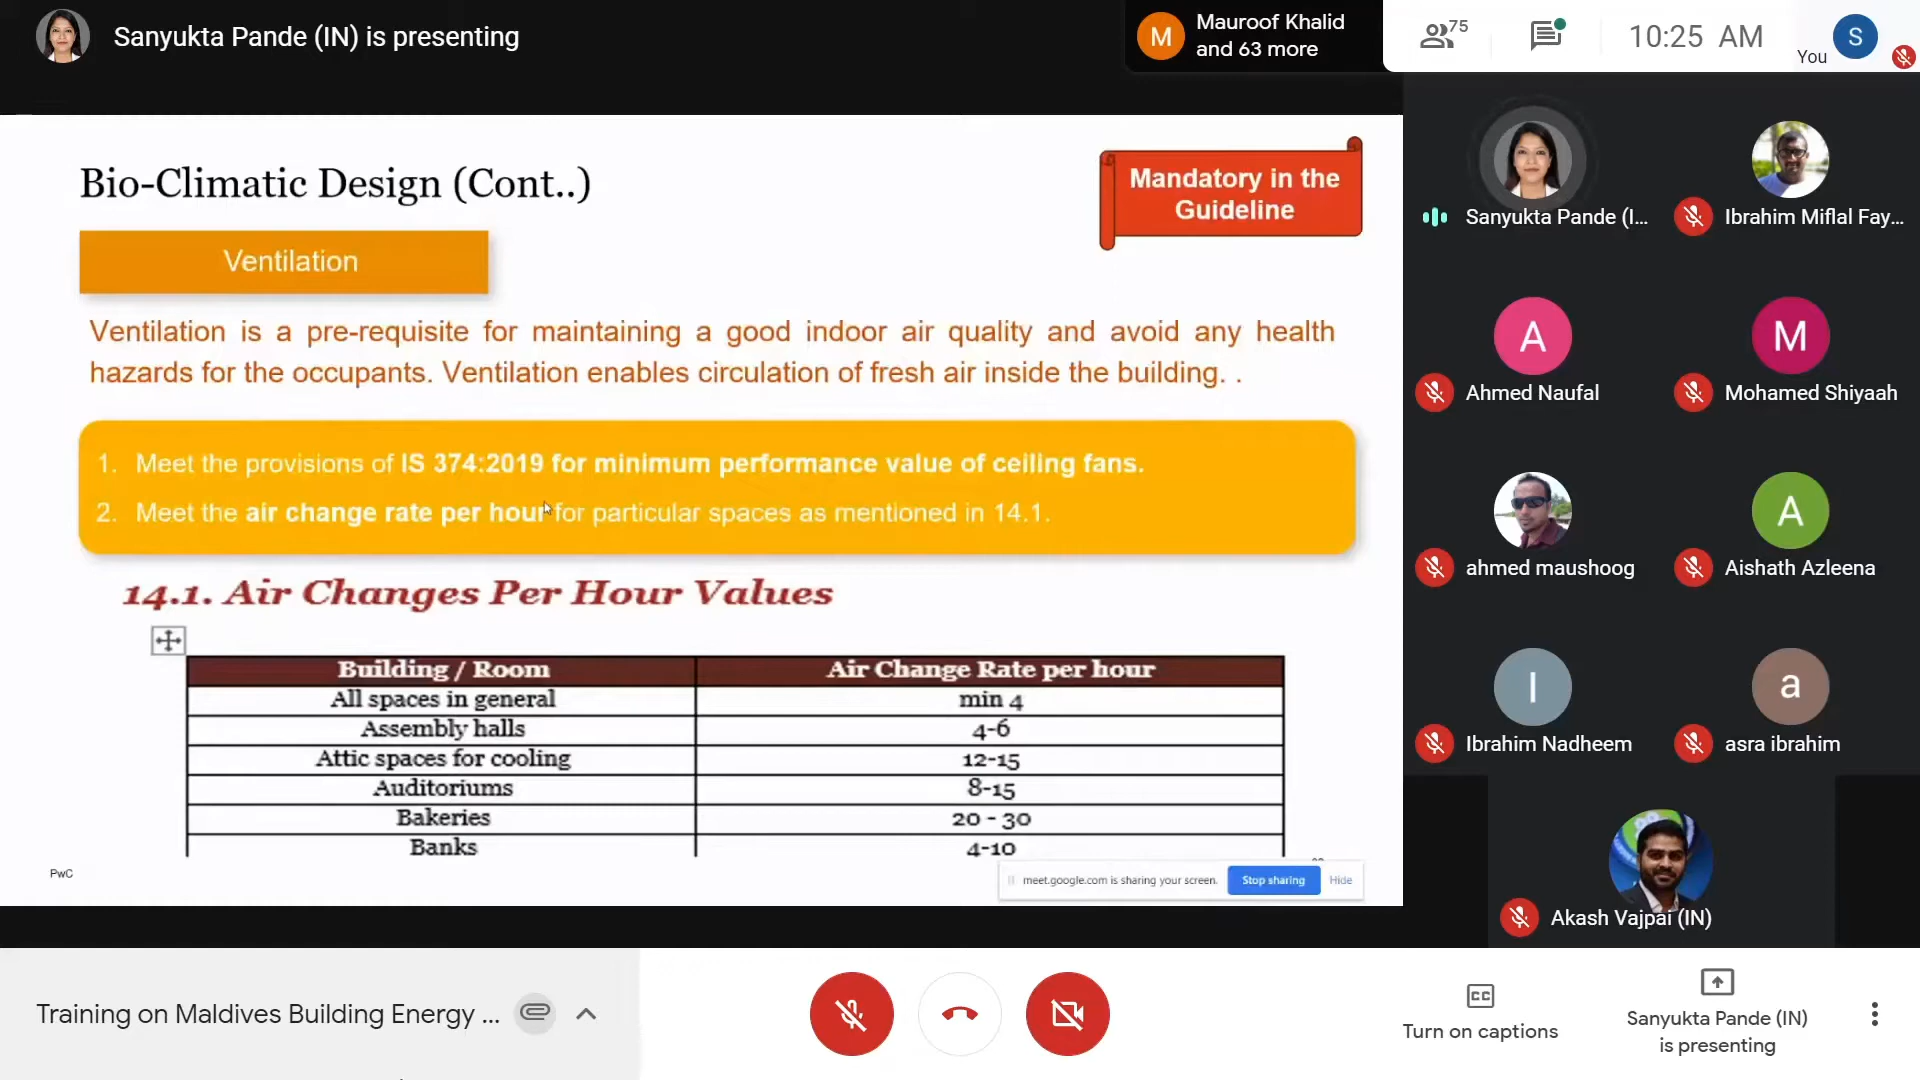 Sanyukta Pande (IN) is presenting
M
Mauroof Khalid
and 63 more
75
10:25 AM
You
S
Bio-Climatic Design (Cont..)
Mandatory in the
Guideline
Ventilation
Ventilation is a pre-requisite for maintaining a good indoor air quality and avoid any health
hazards for the occupants. Ventilation enables circulation of fresh air inside the building. .
1. Meet the provisions of IS 374:2019 for minimum performance value of ceiling fans.
2. Meet the air change rate per hour for particular spaces as mentioned in 14.1.
14.1. Air Changes Per Hour Values
Building / Room Air Change Rate per hour
All spaces in general min 4
Assembly halls 4-6
Attic spaces for cooling 12-15
Auditoriums 8-15
Bakeries 20 - 30
Banks 4-10
PwC
meet.google.com is sharing your screen. Stop sharing Hide
Sanyukta Pande (I...
Ibrahim Miflal Fay...
A
Ahmed Naufal
M
Mohamed Shiyaah
ahmed maushoog
A
Aishath Azleena
I
Ibrahim Nadheem
a
asra ibrahim
Akash Vajpai (IN)
Training on Maldives Building Energy ...
CC
Turn on captions
Sanyukta Pande (IN)
is presenting